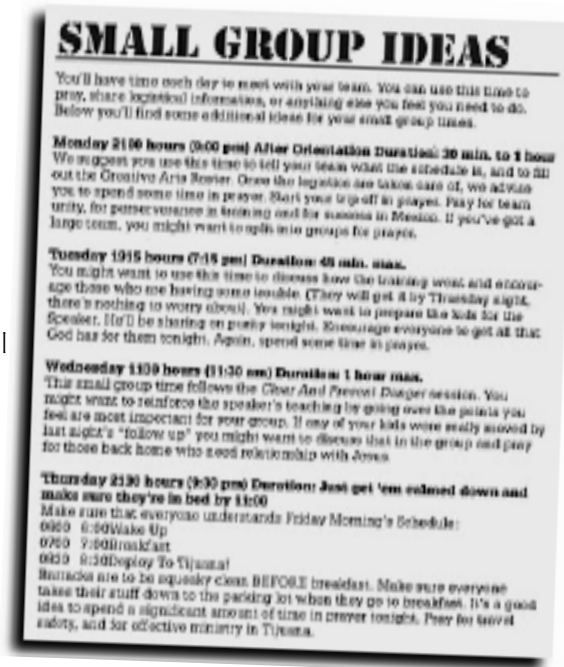 SMALL GROUP IDEAS
You'll have time each day to meet with your team. You can use this time to
pray, share logistical information, or anything else you feel you need to do.
Below you'll find some additional ideas for your small group times.
Monday 2100 hours (9:00 pm) After Orientation Duration: 30 min. to 1 hour
We suggest you use this time to tell your team what the schedule is, and to fill
out the Creative Arts Roster. Once the logistics are taken care of, we advise
you to spend some time in prayer. Start your trip off in prayer. Pray for team
unity, for perseverance in training and for success in Mexico. If you've got a
large team, you might want to split into groups for prayer.
Tuesday 1915 hours (7:15 pm) Duration: 45 min. max.
You might want to use this time to discuss how the training went and encour-
age those who are having some trouble. (They will get it by Thursday night,
there's nothing to worry about). You might want to prepare the kids for the
Speaker. He'll be sharing on purity tonight. Encourage everyone to get all that
God has for them tonight. Again, spend some time in prayer.
Wednesday 1130 hours (11:30 am) Duration: 1 hour max.
This small group time follows the Clear And Present Danger session. You
might want to reinforce the speaker's teaching by going over the points you
feel are most important for your group. If any of your kids were really moved by
last night's "follow up" you might want to discuss that in the group and pray
for those back home who need relationship with Jesus.
Thursday 2130 hours (9:30 pm) Duration: Just get 'em calmed down and
make sure they're in bed by 11:00
Make sure that everyone understands Friday Morning's Schedule:
0600 6:00Wake Up
0700 7:00Breakfast
0830 8:30Deploy To Tijuana!
Barracks are to be squeaky clean BEFORE breakfast. Make sure everyone
takes their stuff down to the parking lot when they go to breakfast. It's a good
idea to spend a significant amount of time in prayer tonight. Pray for travel
safety, and for effective ministry in Tijuana.